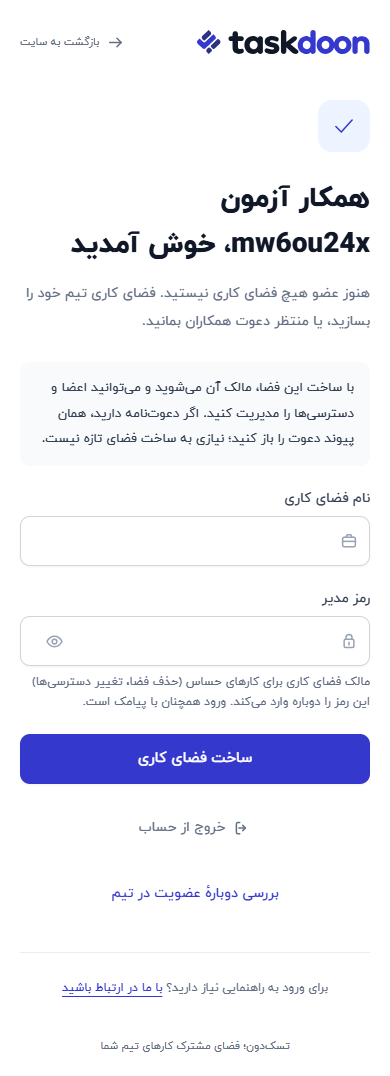 taskdoon
بازگشت به سایت
همکار آزمون
mw6ou24x، خوش آمدید
هنوز عضو هیچ فضای کاری نیستید. فضای کاری تیم خود را
بسازید، یا منتظر دعوت همکاران بمانید.
با ساخت این فضا، مالک آن می‌شوید و می‌توانید اعضا و
دسترسی‌ها را مدیریت کنید. اگر دعوت‌نامه دارید، همان
پیوند دعوت را باز کنید؛ نیازی به ساخت فضای تازه نیست.
نام فضای کاری
رمز مدیر
مالک فضای کاری برای کارهای حساس (حذف فضا، تغییر دسترسی‌ها)
این رمز را دوباره وارد می‌کند. ورود همچنان با پیامک است.
ساخت فضای کاری
خروج از حساب
بررسی دوبارهٔ عضویت در تیم
برای ورود به راهنمایی نیاز دارید؟ با ما در ارتباط باشید
تسک‌دون؛ فضای مشترک کارهای تیم شما